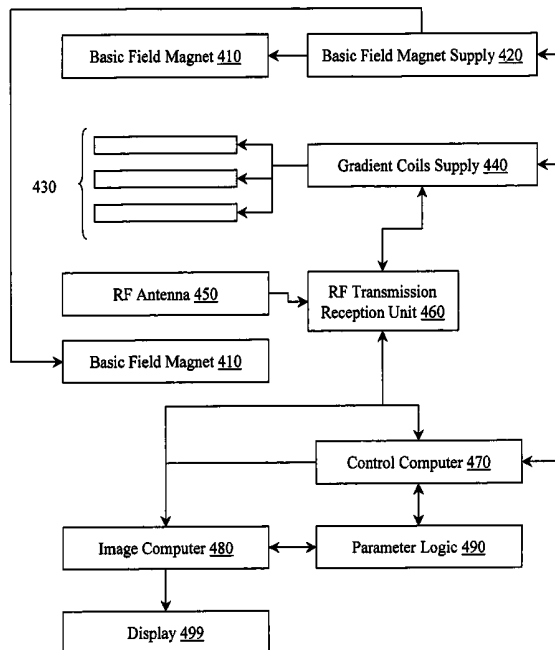 Basic Field Magnet 410
Basic Field Magnet Supply 420
430
Gradient Coils Supply 440
RF Antenna 450
RF Transmission
Reception Unit 460
Basic Field Magnet 410
Control Computer 470
Image Computer 480
Parameter Logic 490
Display 499